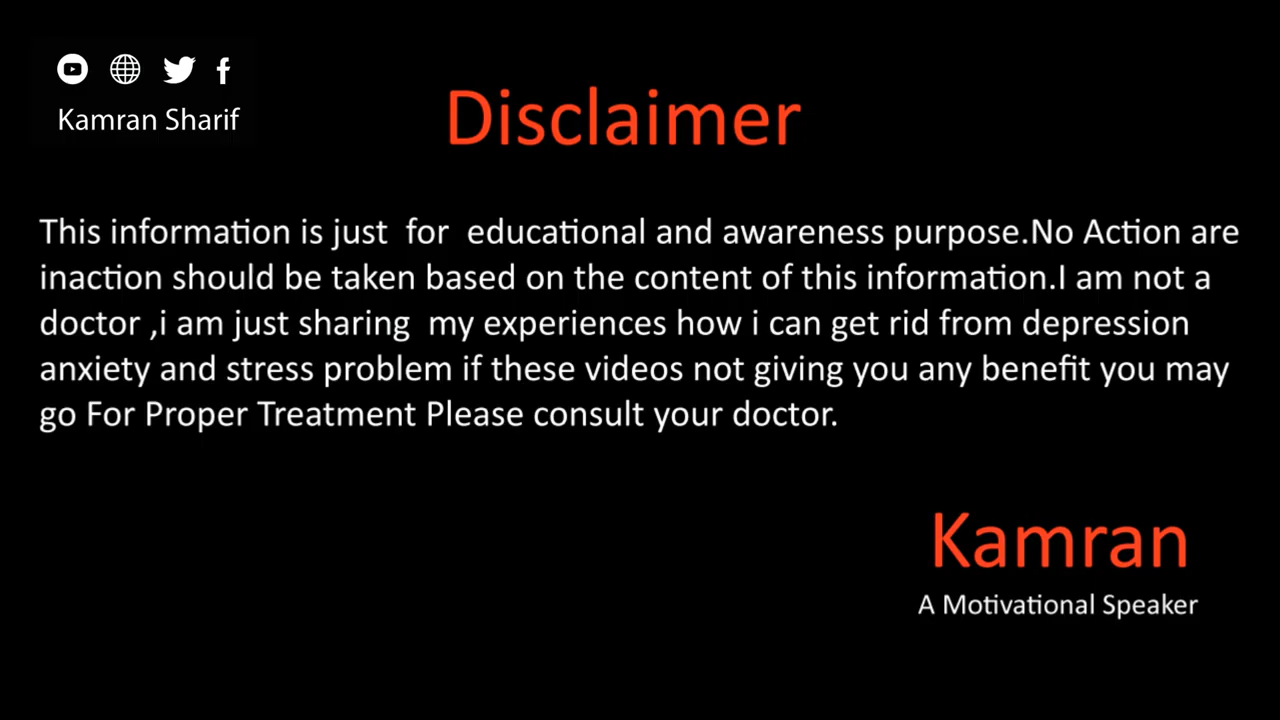 Kamran Sharif
Disclaimer
This information is just  for  educational and awareness purpose.No Action are
inaction should be taken based on the content of this information.I am not a
doctor ,i am just sharing  my experiences how i can get rid from depression
anxiety and stress problem if these videos not giving you any benefit you may
go For Proper Treatment Please consult your doctor.
Kamran
A Motivational Speaker